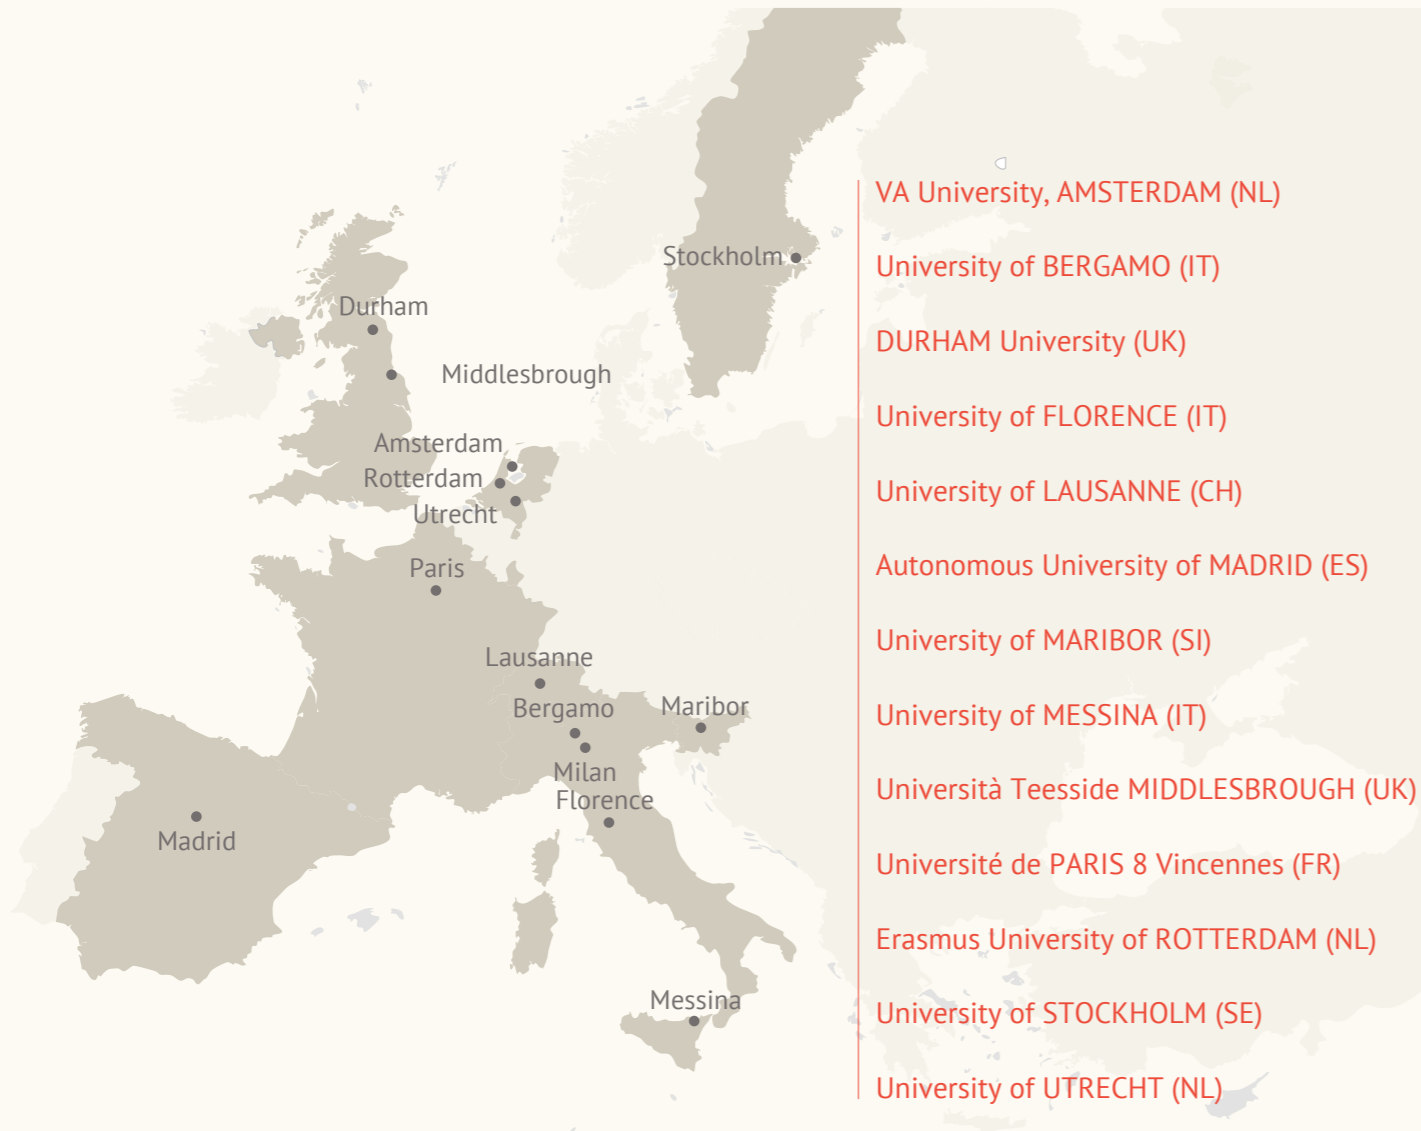 Stockholm
Durham
Middlesbrough
Amsterdam
Rotterdam
Utrecht
Paris
Lausanne
Bergamo
Maribor
Milan
Florence
Madrid
Messina
VA University, AMSTERDAM (NL)
University of BERGAMO (IT)
DURHAM University (UK)
University of FLORENCE (IT)
University of LAUSANNE (CH)
Autonomous University of MADRID (ES)
University of MARIBOR (SI)
University of MESSINA (IT)
Università Teesside MIDDLESBROUGH (UK)
Université de PARIS 8 Vincennes (FR)
Erasmus University of ROTTERDAM (NL)
University of STOCKHOLM (SE)
University of UTRECHT (NL)